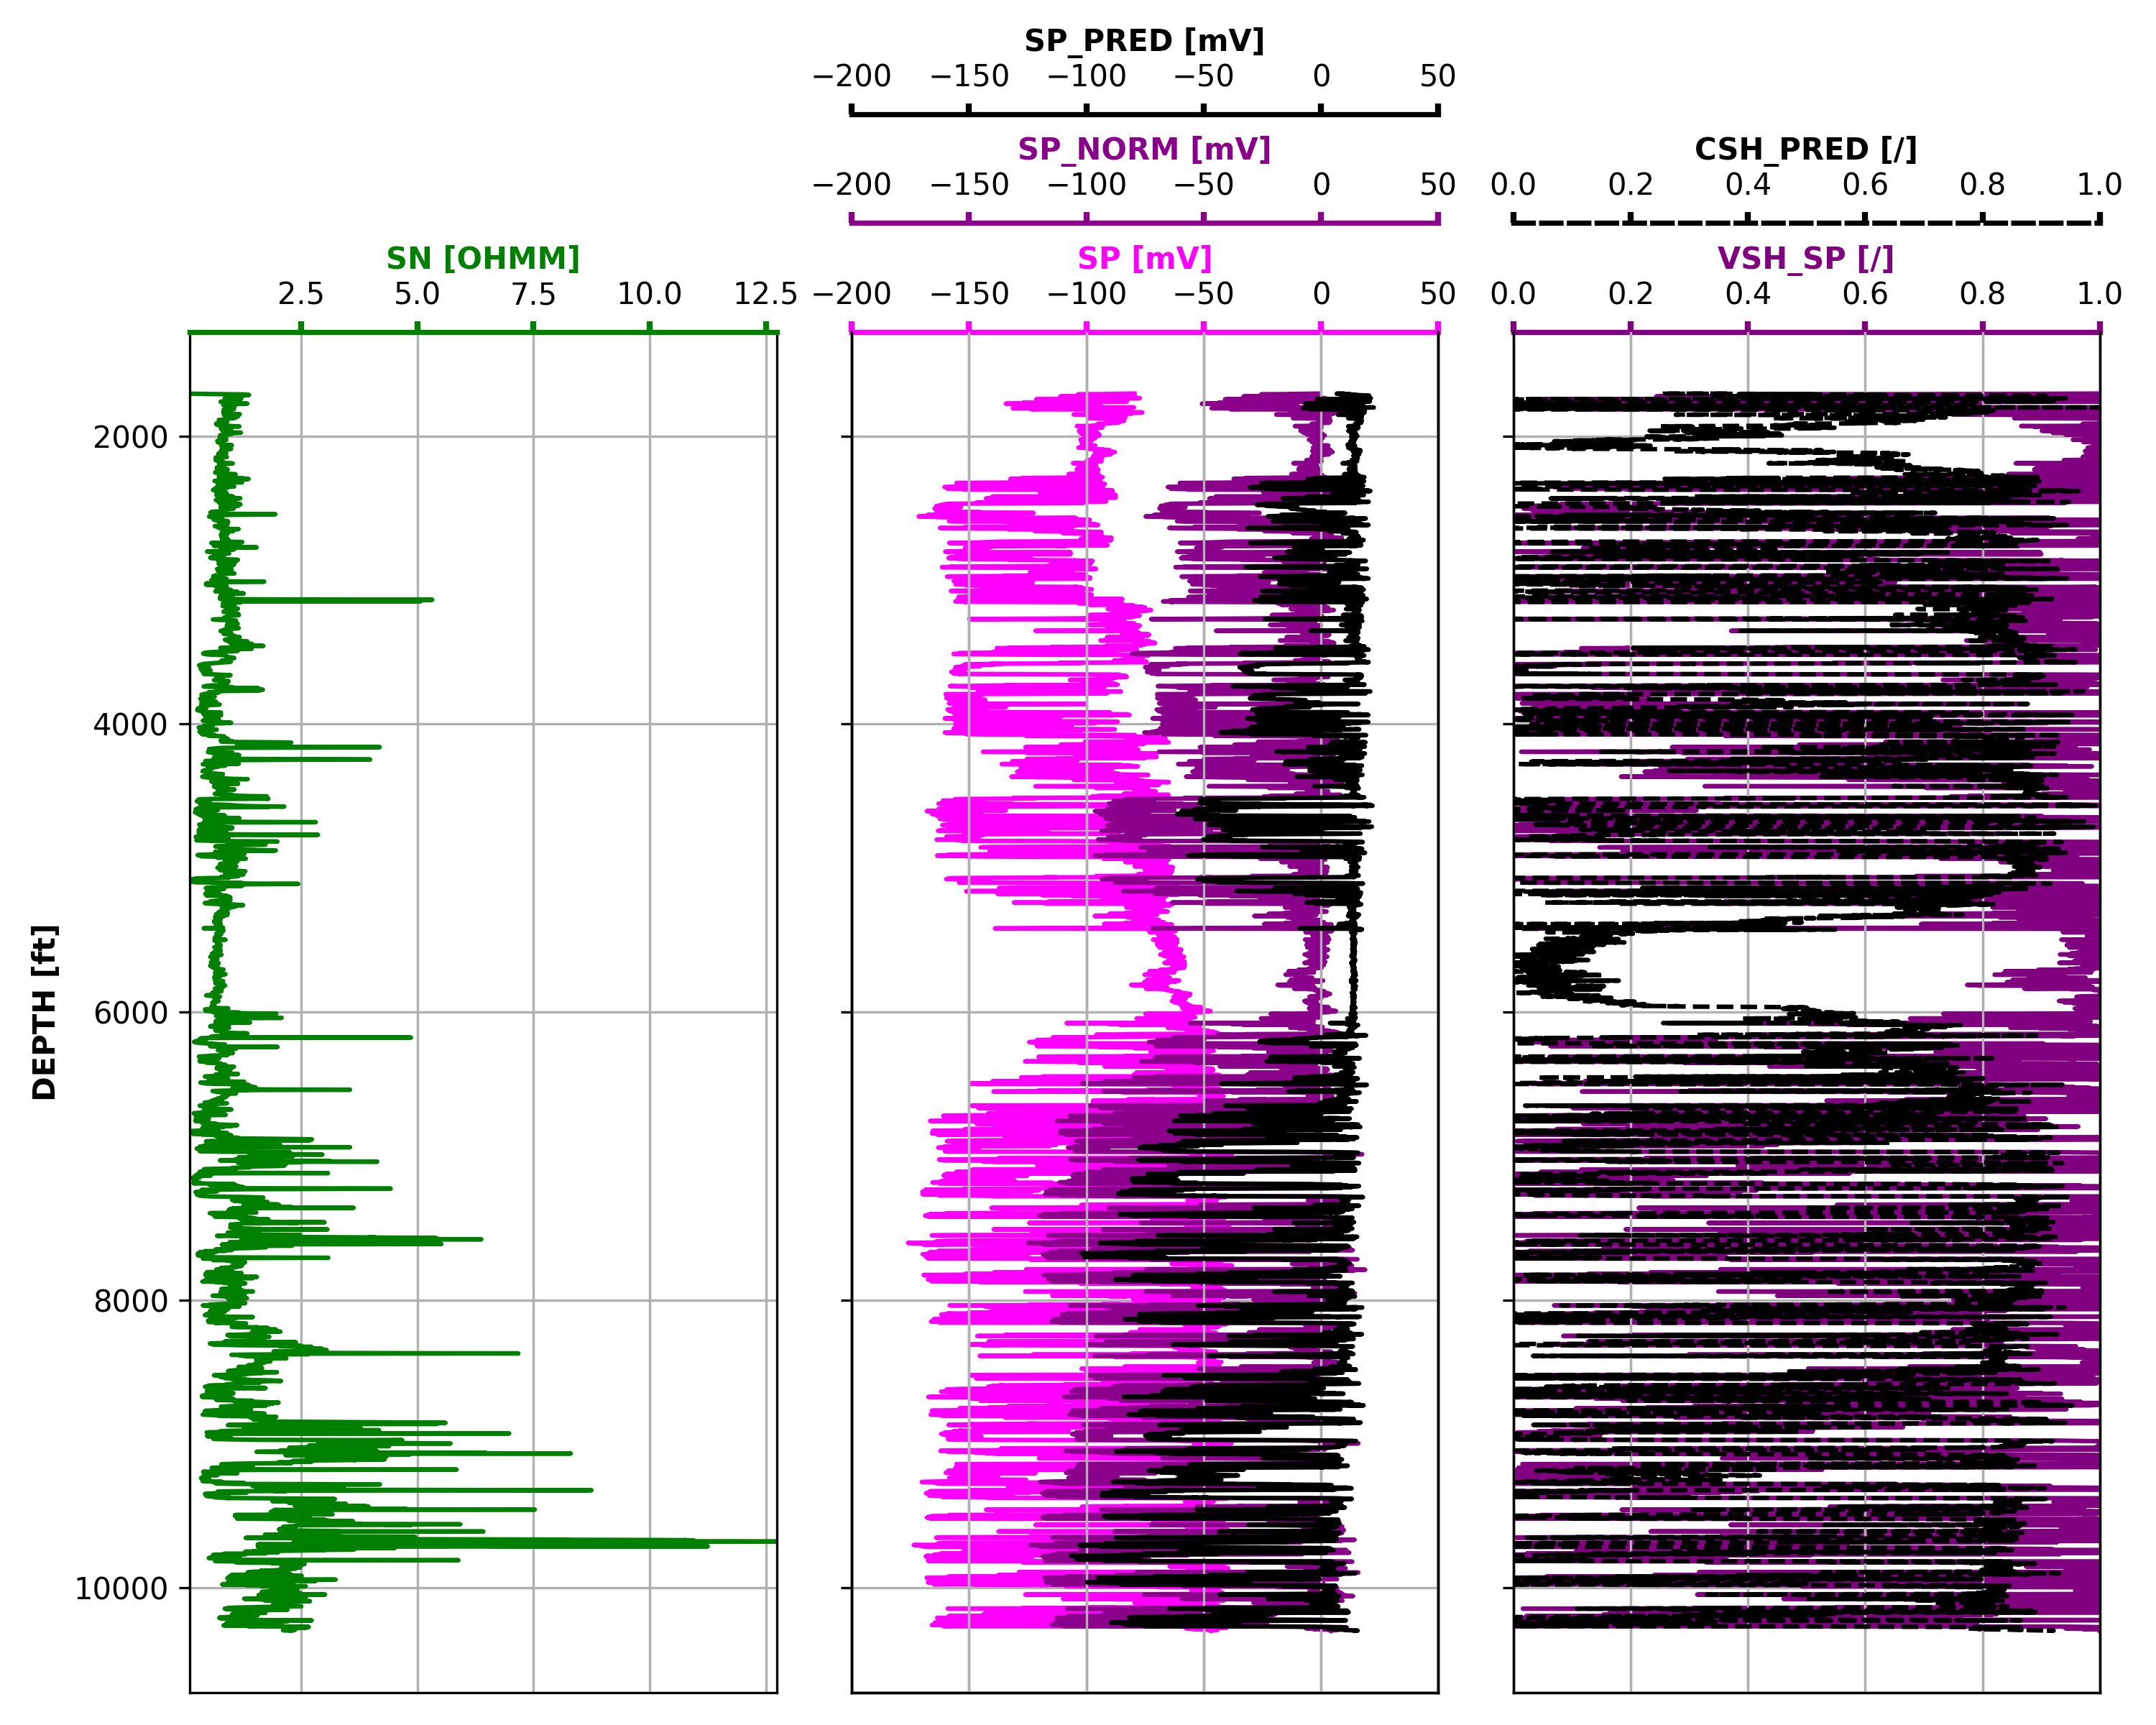 SP_PRED [mV]
−200 −150 −100 −50 0 50
SP_NORM [mV]
−200 −150 −100 −50 0 50
CSH_PRED [/]
0.0 0.2 0.4 0.6 0.8 1.0
SN [OHMM]
2.5 5.0 7.5 10.0 12.5
SP [mV]
−200 −150 −100 −50 0 50
VSH_SP [/]
0.0 0.2 0.4 0.6 0.8 1.0
DEPTH [ft]
2000
4000
6000
8000
10000